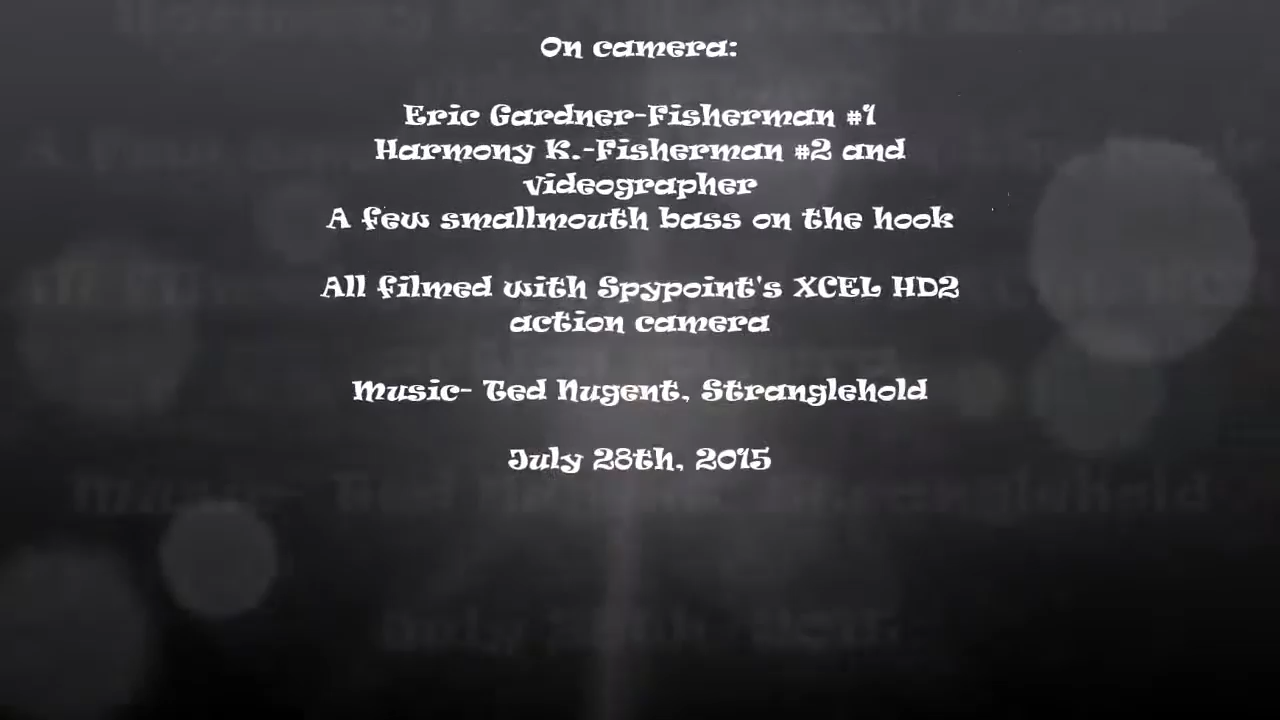 On camera:
Eric Gardner-Fisherman #1
Harmony K.-Fisherman #2 and
videographer
A few smallmouth bass on the hook
All filmed with Spypoint's XCEL HD2
action camera
Music- Ted Nugent, Stranglehold
July 28th, 2015